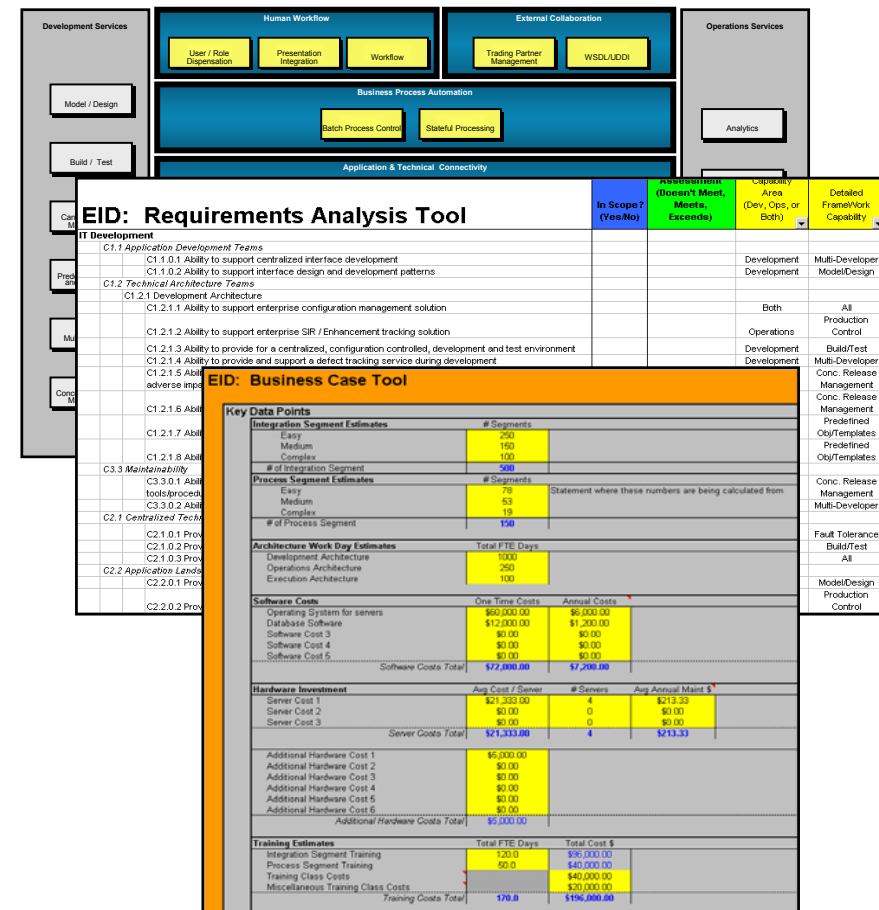 Development Services
Human Workflow
External Collaboration
Operations Services
User / Role
Dispensation
Presentation
Integration
Workflow
Trading Partner
Management
WSDL/UDDI
Business Process Automation
Model / Design
Batch Process Control
Stateful Processing
Analytics
Build / Test
Application & Technical Connectivity
EID: Requirements Analysis Tool
In Scope?
(Yes/No)
Assessment
(Doesn't Meet,
Meets,
Exceeds)
Capability
Area
(Dev, Ops, or
Both)
Detailed
FrameWork
Capability
IT Development
C1.1 Application Development Teams
C1.1.0.1 Ability to support centralized interface development Development Multi-Developer
C1.1.0.2 Ability to support interface design and development patterns Development Model/Design
C1.2 Technical Architecture Teams
C1.2.1 Development Architecture
C1.2.1.1 Ability to support enterprise configuration management solution Both All
C1.2.1.2 Ability to support enterprise SIR / Enhancement tracking solution Operations Production Control
C1.2.1.3 Ability to provide for a centralized, configuration controlled, development and test environment Development Build/Test
C1.2.1.4 Ability to provide and support a defect tracking service during development Development Multi-Developer
C1.2.1.5 Abili
adverse impa
Conc. Release
Management
C1.2.1.6 Abili
Conc. Release
Management
C1.2.1.7 Abili
Predefined
Obj/Templates
C1.2.1.8 Abili
Predefined
Obj/Templates
C3.3 Maintainability
C3.3.0.1 Abili
tools/procedu
Conc. Release
Management
C3.3.0.2 Abili Multi-Developer
C2.1 Centralized Techn
C2.1.0.1 Prov Fault Tolerance
C2.1.0.2 Prov Build/Test
C2.1.0.3 Prov All
C2.2 Application Lands
C2.2.0.1 Prov Model/Design
C2.2.0.2 Prov Production Control
EID: Business Case Tool
Key Data Points
Integration Segment Estimates # Segments
Easy 250
Medium 150
Complex 100
# of Integration Segment 500
Process Segment Estimates # Segments
Easy 78 Statement where these numbers are being calculated from
Medium 53
Complex 19
# of Process Segment 150
Architecture Work Day Estimates Total FTE Days
Development Architecture 1000
Operations Architecture 250
Execution Architecture 100
Software Costs One Time Costs Annual Costs
Operating System for servers $60,000.00 $6,000.00
Database Software $12,000.00 $1,200.00
Software Cost 3 $0.00 $0.00
Software Cost 4 $0.00 $0.00
Software Cost 5 $0.00 $0.00
Software Costs Total $72,000.00 $7,200.00
Hardware Investment Avg Cost / Server # Servers Avg Annual Maint $
Server Cost 1 $21,333.00 4 $213.33
Server Cost 2 $0.00 0 $0.00
Server Cost 3 $0.00 0 $0.00
Server Costs Total $21,333.00 4 $213.33
Additional Hardware Cost 1 $5,000.00
Additional Hardware Cost 2 $0.00
Additional Hardware Cost 3 $0.00
Additional Hardware Cost 4 $0.00
Additional Hardware Cost 5 $0.00
Additional Hardware Cost 6 $0.00
Additional Hardware Costs Total $5,000.00
Training Estimates Total FTE Days Total Cost $
Integration Segment Training 120.0 $96,000.00
Process Segment Training 50.0 $40,000.00
Training Class Costs $40,000.00
Miscellaneous Training Class Costs $20,000.00
Training Costs Total 170.0 $196,000.00